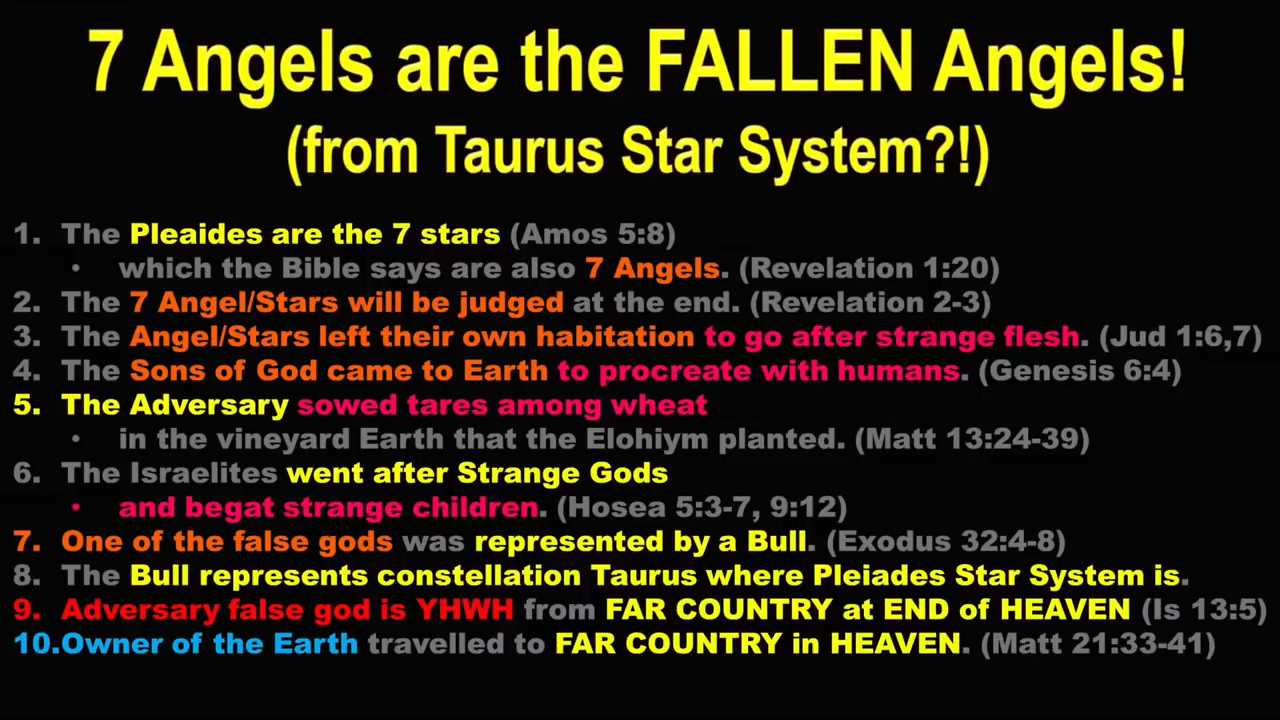 7 Angels are the FALLEN Angels!
(from Taurus Star System?!)
1. The Pleaides are the 7 stars (Amos 5:8)
• which the Bible says are also 7 Angels. (Revelation 1:20)
2. The 7 Angel/Stars will be judged at the end. (Revelation 2-3)
3. The Angel/Stars left their own habitation to go after strange flesh. (Jud 1:6,7)
4. The Sons of God came to Earth to procreate with humans. (Genesis 6:4)
5. The Adversary sowed tares among wheat
• in the vineyard Earth that the Elohiym planted. (Matt 13:24-39)
6. The Israelites went after Strange Gods
• and begat strange children. (Hosea 5:3-7, 9:12)
7. One of the false gods was represented by a Bull. (Exodus 32:4-8)
8. The Bull represents constellation Taurus where Pleiades Star System is.
9. Adversary false god is YHWH from FAR COUNTRY at END of HEAVEN (Is 13:5)
10.Owner of the Earth travelled to FAR COUNTRY in HEAVEN. (Matt 21:33-41)